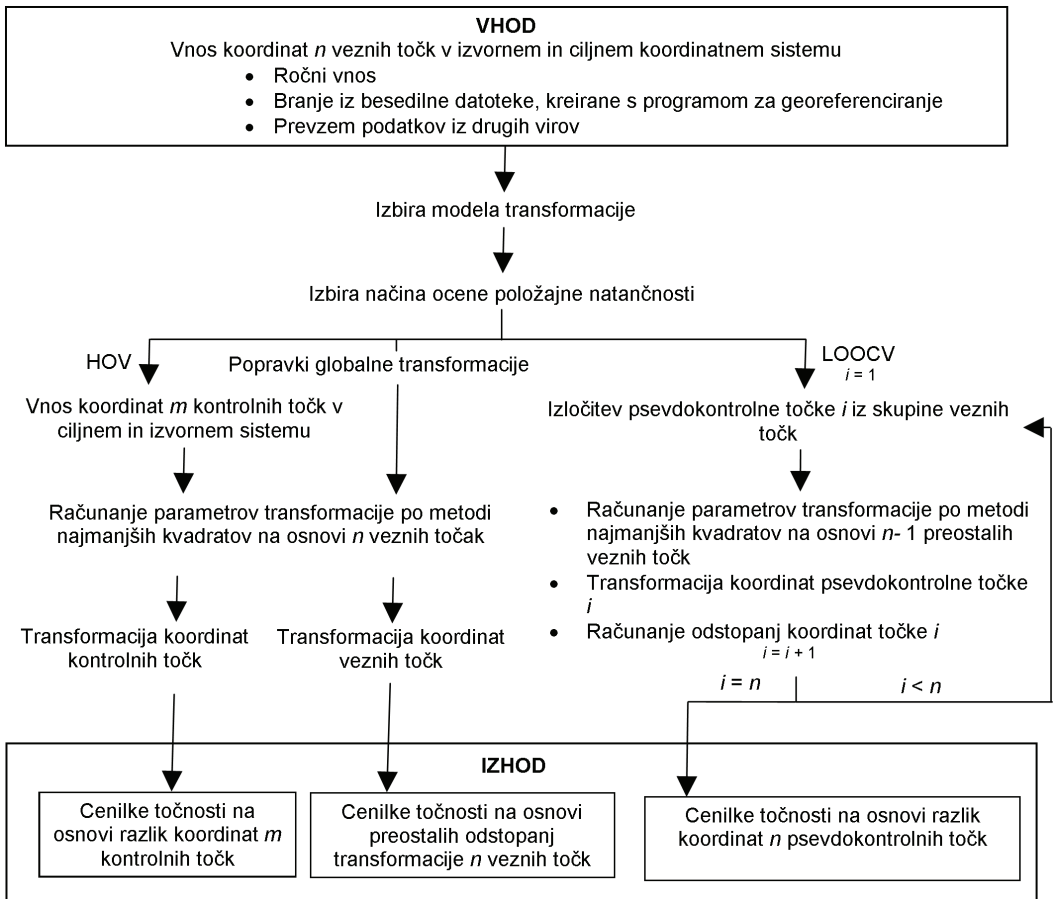 VHOD
Vnos koordinat n veznih točk v izvornem in ciljnem koordinatnem sistemu
• Ročni vnos
• Branje iz besedilne datoteke, kreirane s programom za georeferenciranje
• Prevzem podatkov iz drugih virov
Izbira modela transformacije
Izbira načina ocene položajne natančnosti
HOV
Vnos koordinat m kontrolnih točk v
ciljnem in izvornem sistemu
Popravki globalne transformacije
Računanje parametrov transformacije po metodi
najmanjših kvadratov na osnovi n veznih točak
Transformacija koordinat
kontrolnih točk
Transformacija koordinat
veznih točk
LOOCV
i = 1
Izločitev psevdokontrolne točke i iz skupine veznih
točk
• Računanje parametrov transformacije po metodi
najmanjših kvadratov na osnovi n- 1 preostalih
veznih točk
• Transformacija koordinat psevdokontrolne točke
i
• Računanje odstopanj koordinat točke i
i = i + 1
i = n
i < n
IZHOD
Cenilke točnosti na
osnovi razlik koordinat m
kontrolnih točk
Cenilke točnosti na osnovi
preostalih odstopanj
transformacije n veznih točk
Cenilke točnosti na osnovi razlik
koordinat n psevdokontrolnih točk